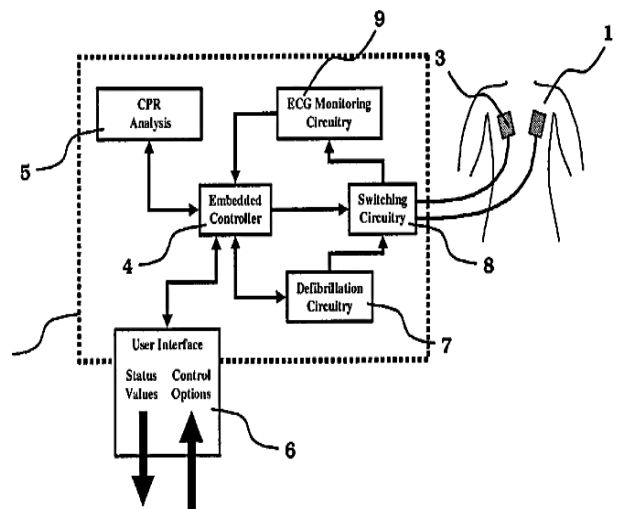 9
1
3
CPR
Analysis
ECG Monitoring
Circuitry
5
Embedded
Controller
Switching
Circuitry
4
8
Defibrillation
Circuitry
7
User Interface
Status
Values
Control
Options
6